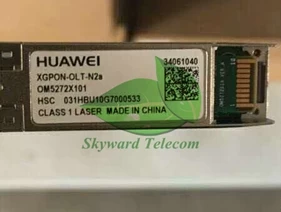 HUAWEI
34061040
XGPON-OLT-N2a
OM5272X101
HSC 031HBU10G7000533
CLASS 1 LASER MADE IN CHINA
Skyward Telecom